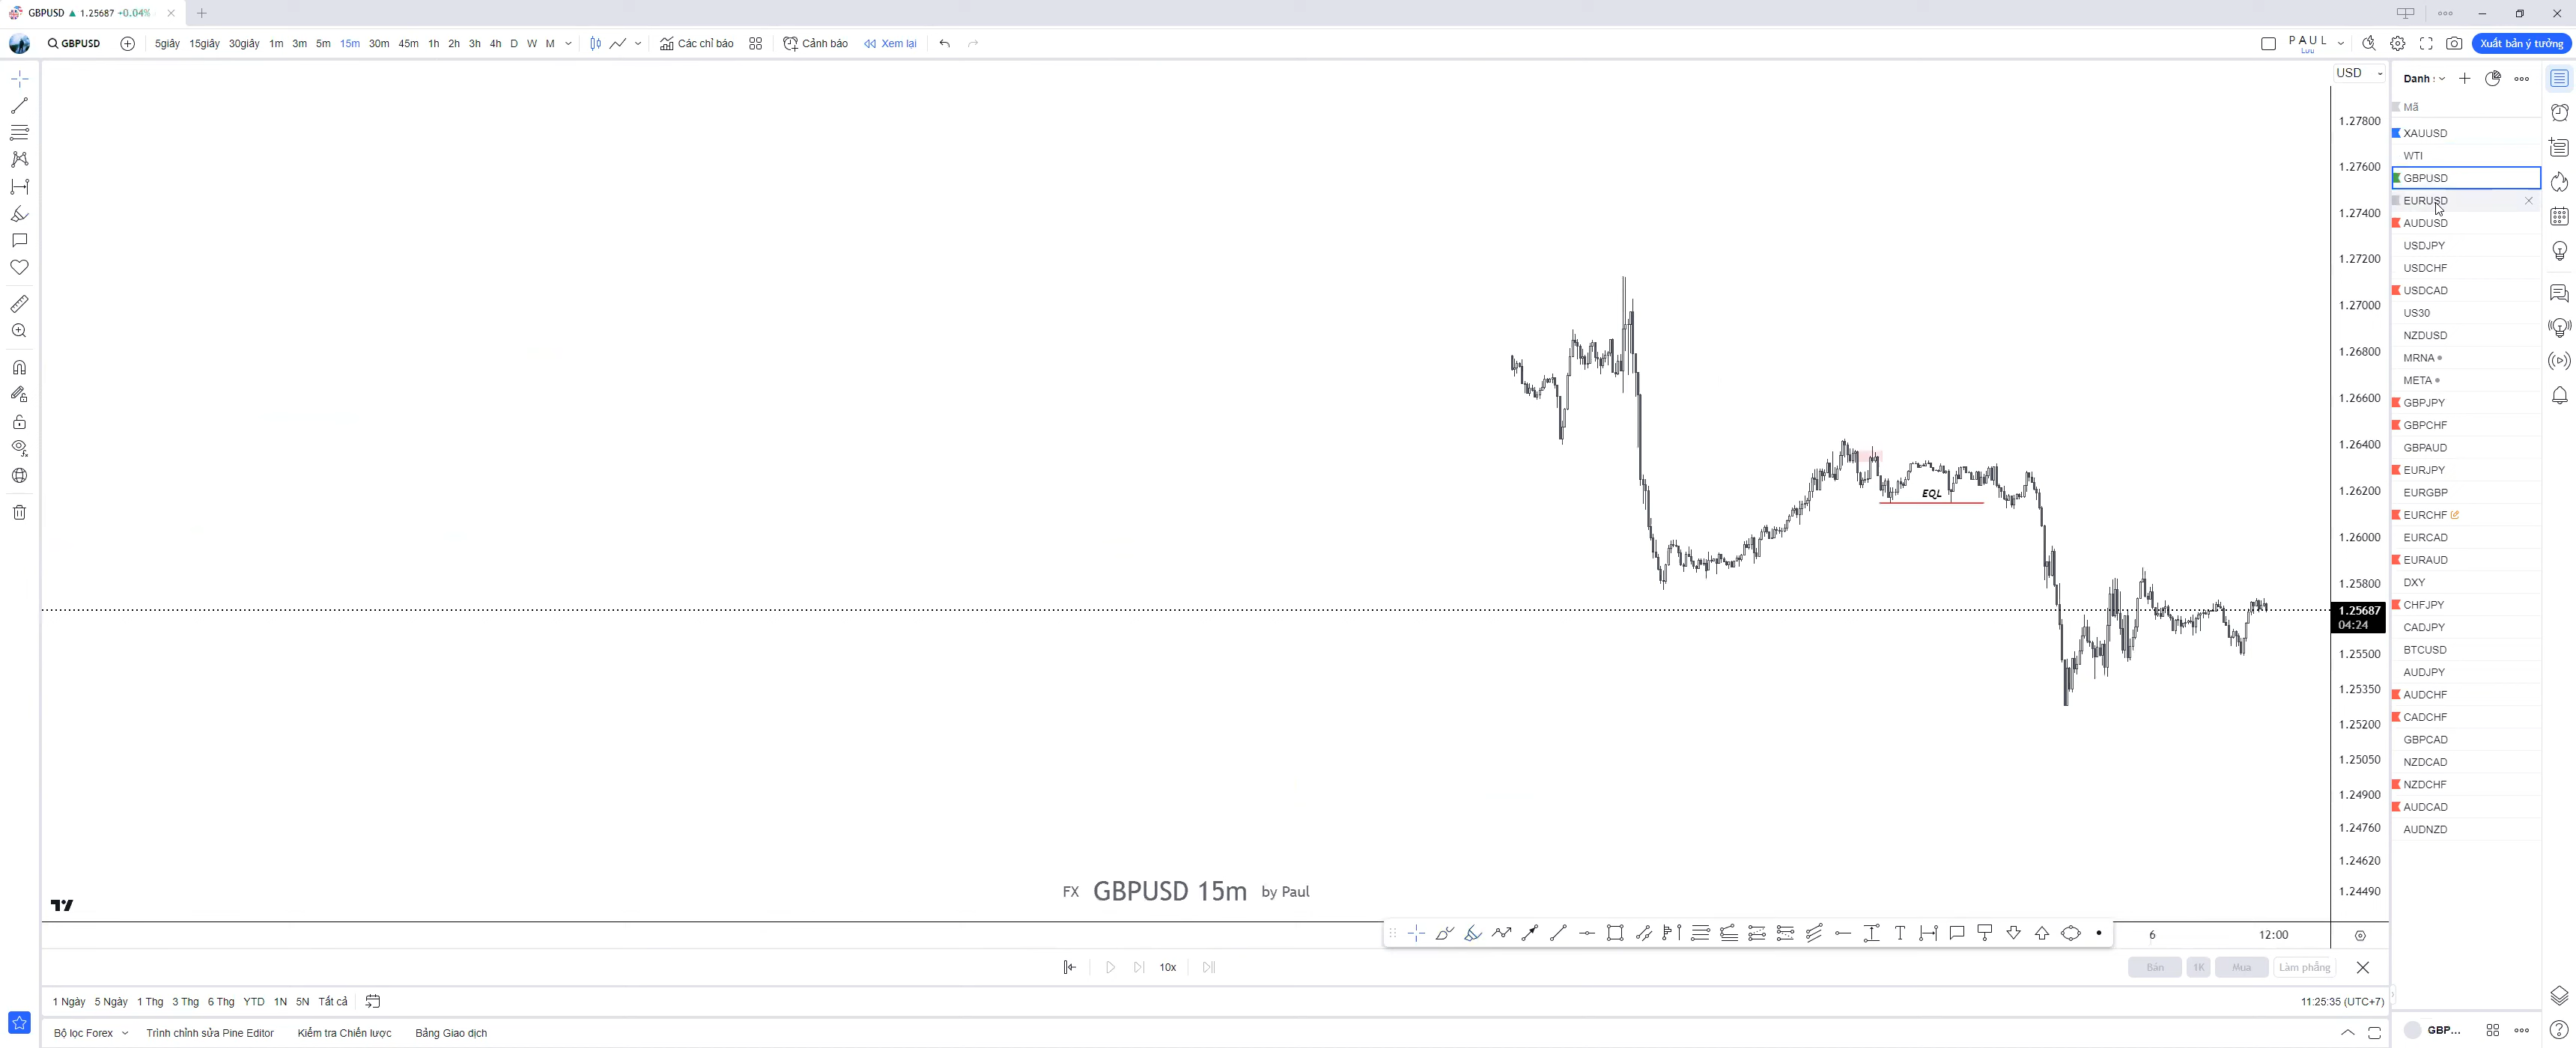 GBPUSD ▲ 1.25687 +0.04%
GBPUSD 5giây 15giây 30giây 1m 3m 5m 15m 30m 45m 1h 2h 3h 4h D W M Các chỉ báo Cảnh báo Xem lại PAUL Xuất bản ý tưởng
Lưu
USD
1.27800
1.27600
1.27400
1.27200
1.27000
1.26800
1.26600
1.26400
1.26200
1.26000
1.25800
1.25687
04:24
1.25500
1.25350
1.25200
1.25050
1.24900
1.24760
1.24620
1.24490
EQL
Danh :
Mã
XAUUSD
WTI
GBPUSD
EURUSD
AUDUSD
USDJPY
USDCHF
USDCAD
US30
NZDUSD
MRNA
META
GBPJPY
GBPCHF
GBPAUD
EURJPY
EURGBP
EURCHF
EURCAD
EURAUD
DXY
CHFJPY
CADJPY
BTCUSD
AUDJPY
AUDCHF
CADCHF
GBPCAD
NZDCAD
NZDCHF
AUDCAD
AUDNZD
FX GBPUSD 15m by Paul
6 12:00
10x Bán 1K Mua Làm phẳng
1 Ngày 5 Ngày 1 Thg 3 Thg 6 Thg YTD 1N 5N Tất cả 11:25:35 (UTC+7)
Bộ lọc Forex Trình chỉnh sửa Pine Editor Kiểm tra Chiến lược Bảng Giao dịch GBP...